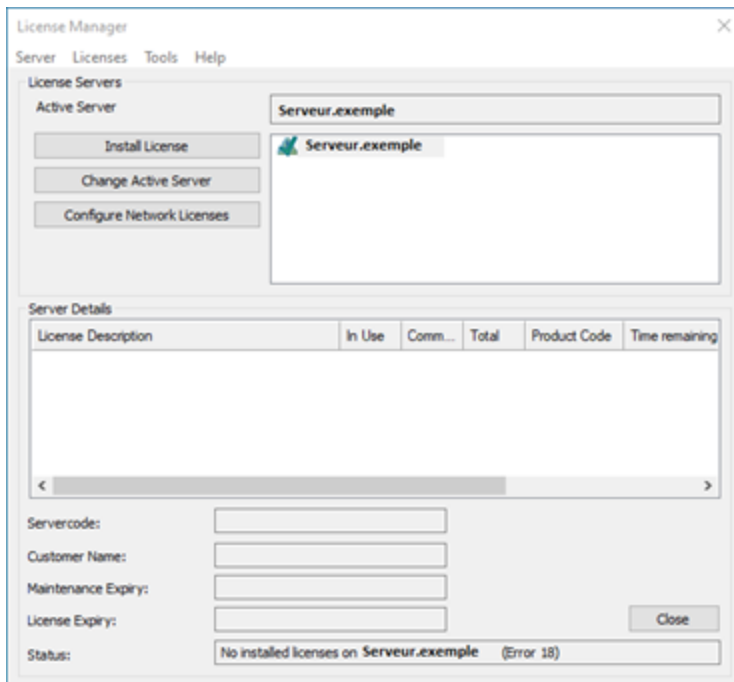 License Manager
Server Licenses Tools Help
License Servers
Active Server
Serveur.exemple
Install License
Serveur.exemple
Change Active Server
Configure Network Licenses
Server Details
License Description In Use Comm... Total Product Code Time remaining
Servercode:
Customer Name:
Maintenance Expiry:
License Expiry:
Close
Status:
No installed licenses on Serveur.exemple (Error 18)